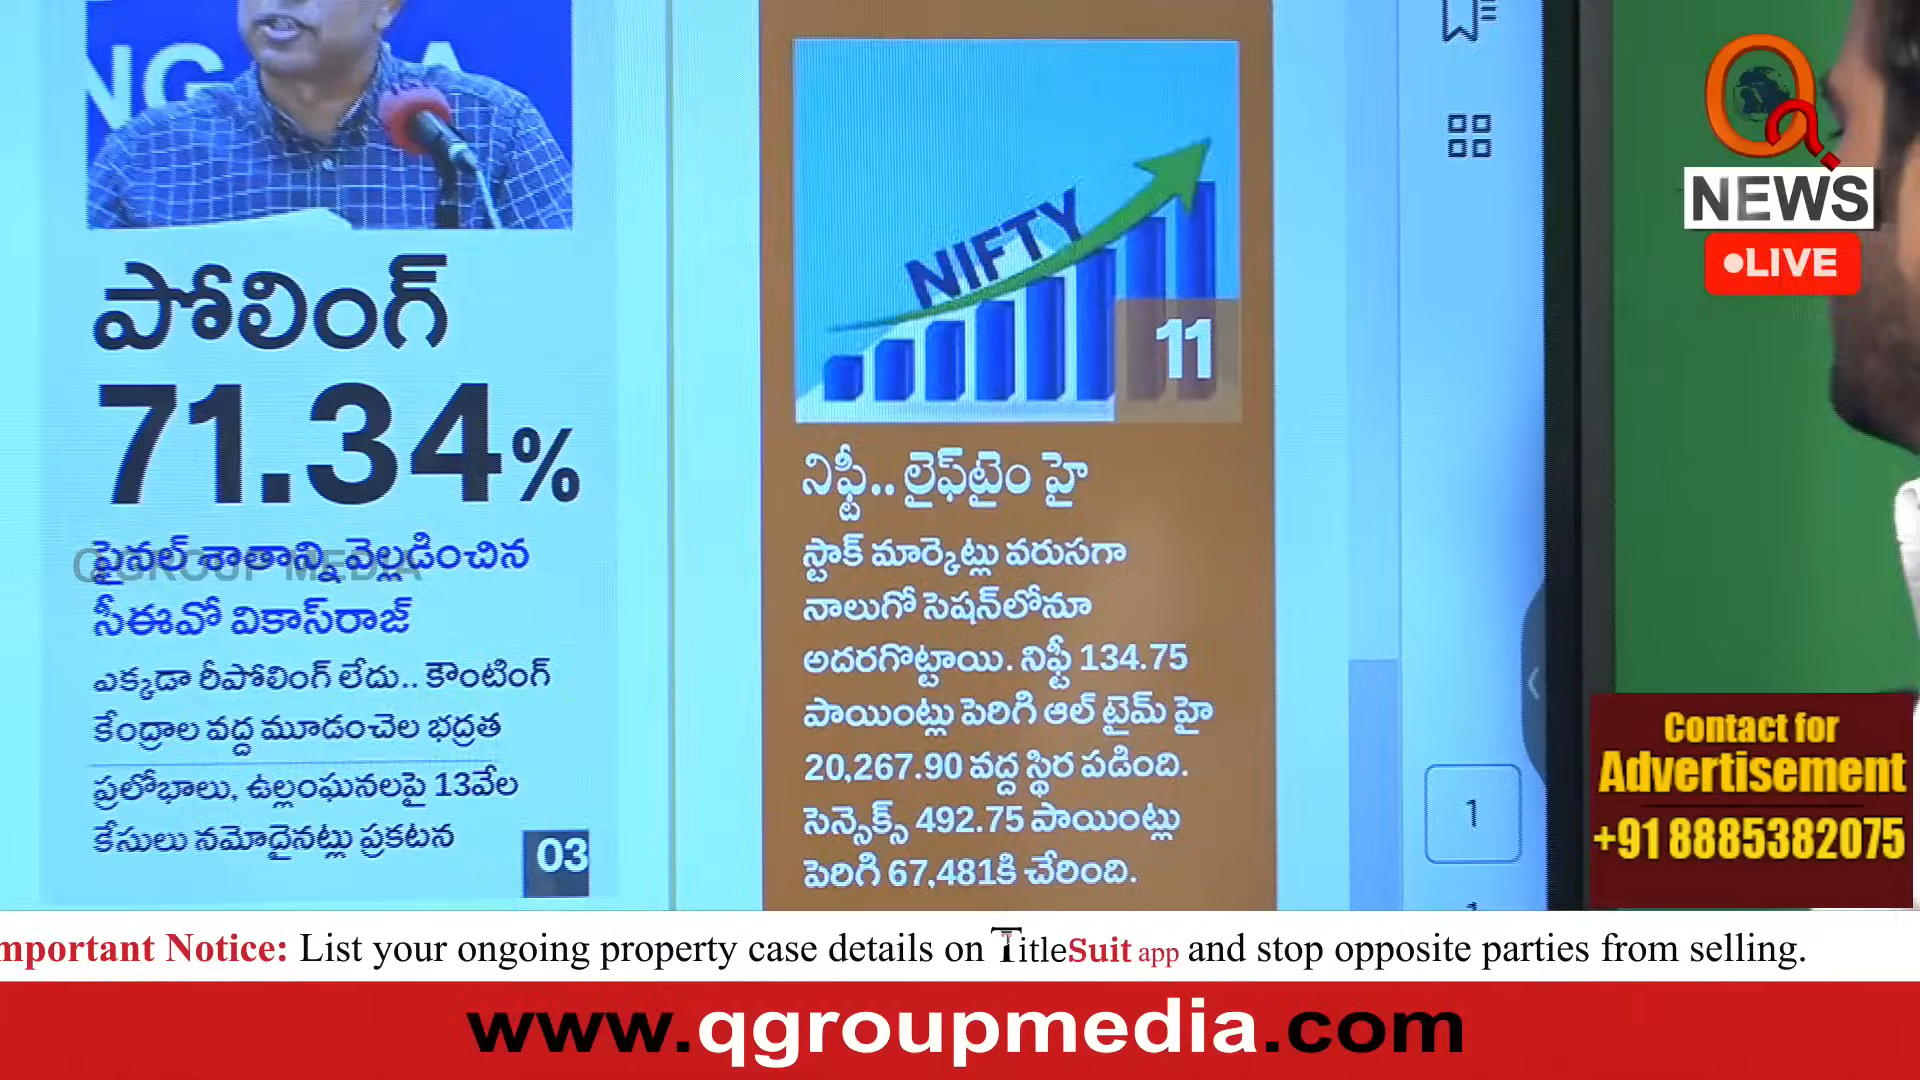 NG A
పోలింగ్
71.34%
ఫైనల్ శాతాన్ని వెల్లడించిన
సీఈవో వికాస్‌రాజ్
ఎక్కడా రీపోలింగ్ లేదు.. కౌంటింగ్
కేంద్రాల వద్ద మూడంచెల భద్రత
ప్రలోభాలు, ఉల్లంఘనలపై 13వేల
కేసులు నమోదైనట్లు ప్రకటన
03
QGROUP MEDIA
NIFTY
11
నిఫ్టీ.. లైఫ్‌టైం హై
స్టాక్ మార్కెట్లు వరుసగా
నాలుగో సెషన్‌లోనూ
అదరగొట్టాయి. నిఫ్టీ 134.75
పాయింట్లు పెరిగి ఆల్ టైమ్ హై
20,267.90 వద్ద స్థిర పడింది.
సెన్సెక్స్ 492.75 పాయింట్లు
పెరిగి 67,481కి చేరింది.
1
Q
NEWS
LIVE
Contact for
Advertisement
+91 8885382075
mportant Notice: List your ongoing property case details on TitleSuit app and stop opposite parties from selling.
www.qgroupmedia.com